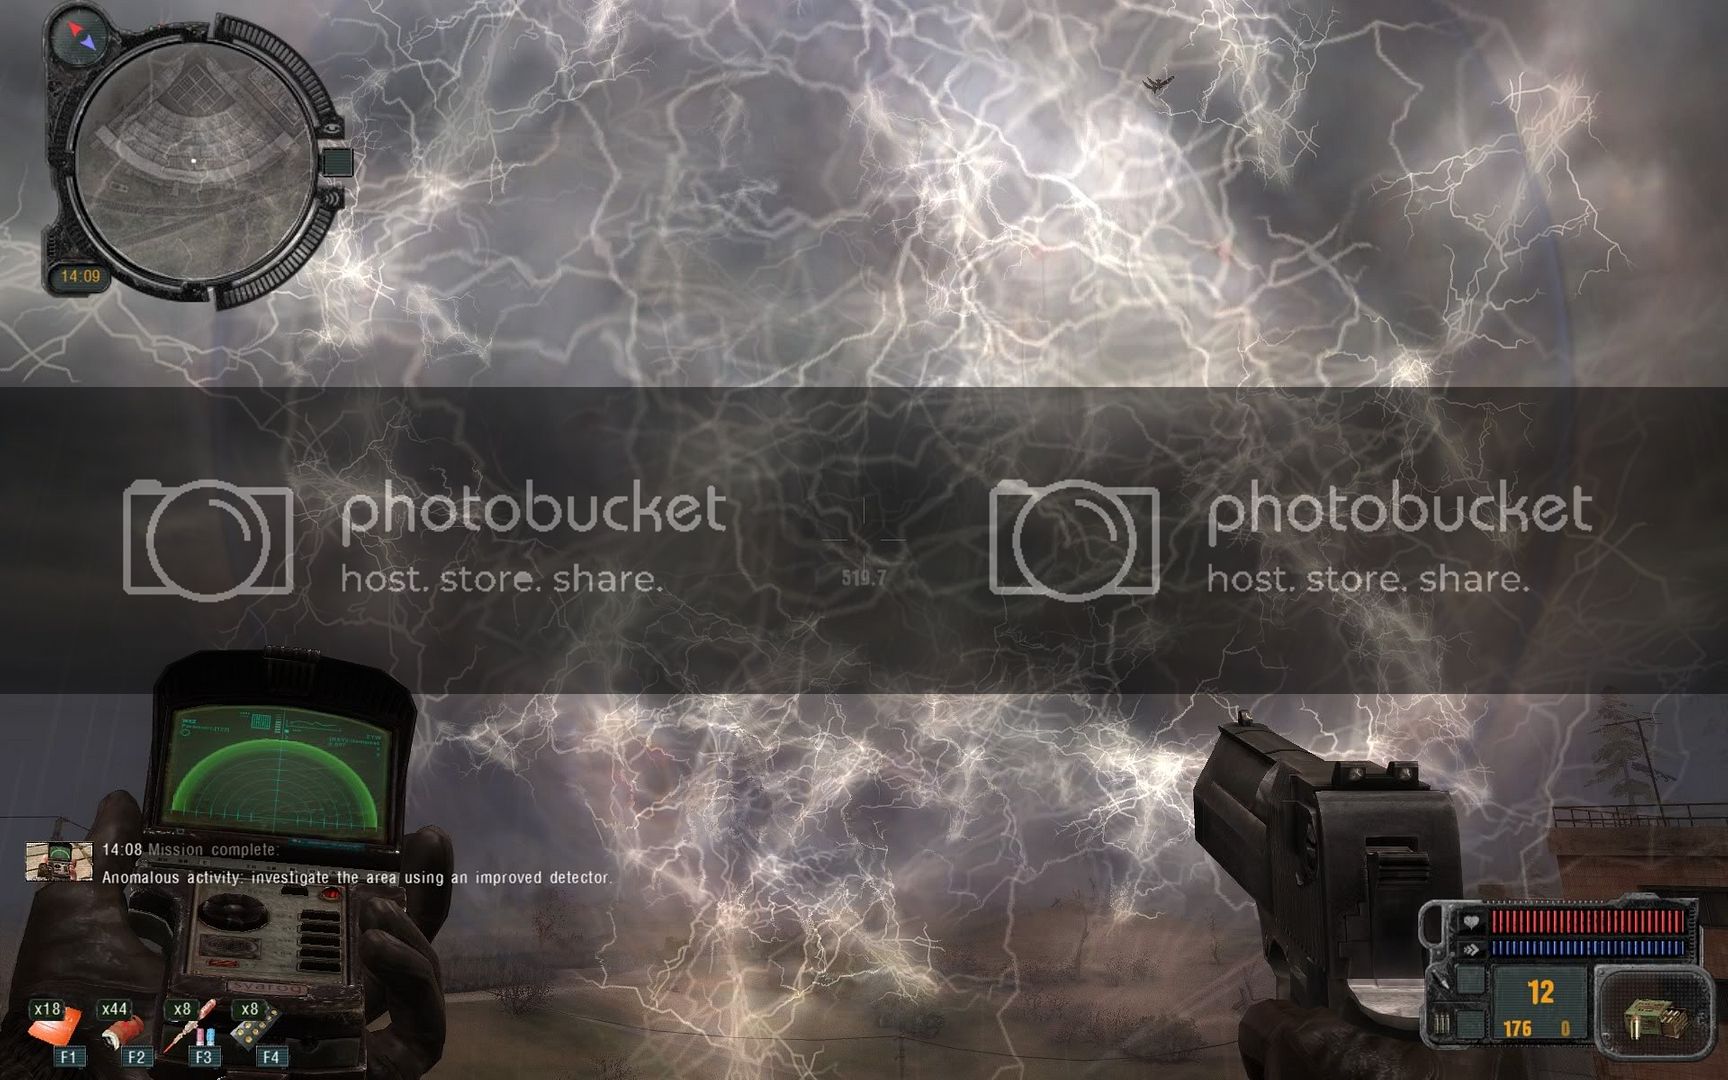 14:09
photobucket
host. store. share.
photobucket
host. store. share.
519.7
14:08 Mission complete:
Anomalous activity: investigate the area using an improved detector.
svarog
x18
x44
x8
x8
F1
F2
F3
F4
12
176 0